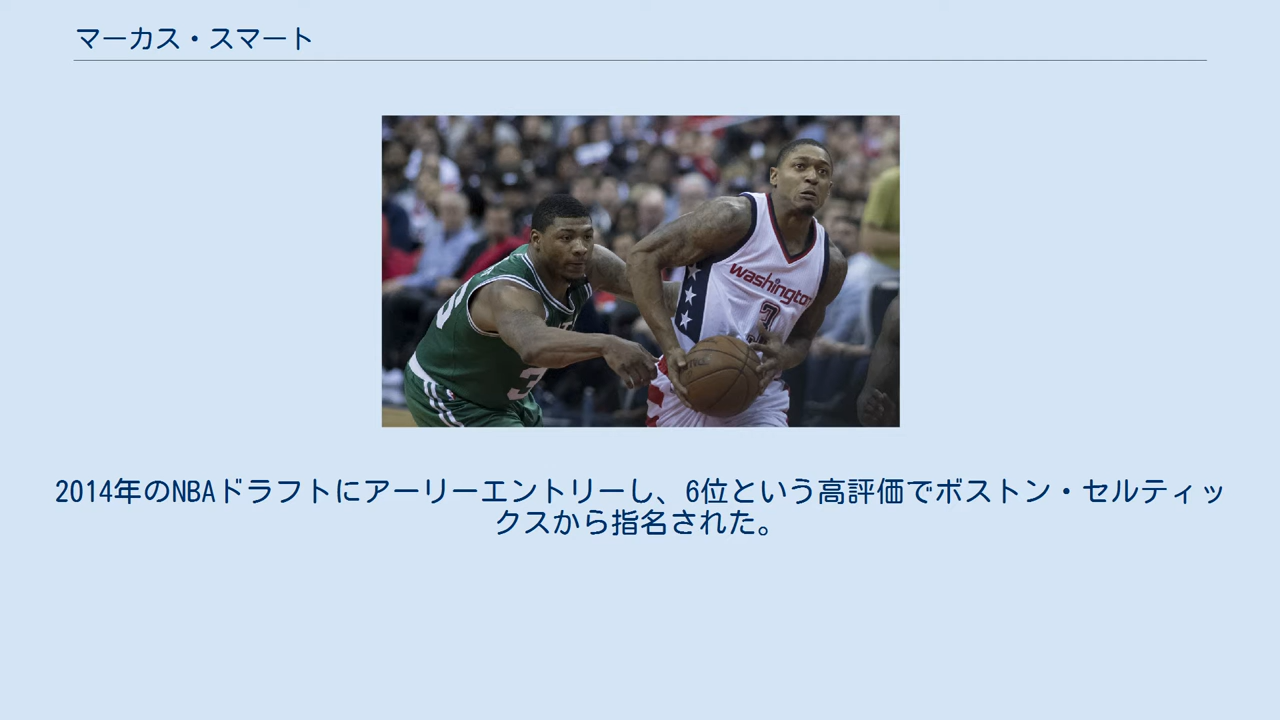 マーカス・スマート
washington
2014年のNBAドラフトにアーリーエントリーし、6位という高評価でボストン・セルティッ
クスから指名された。